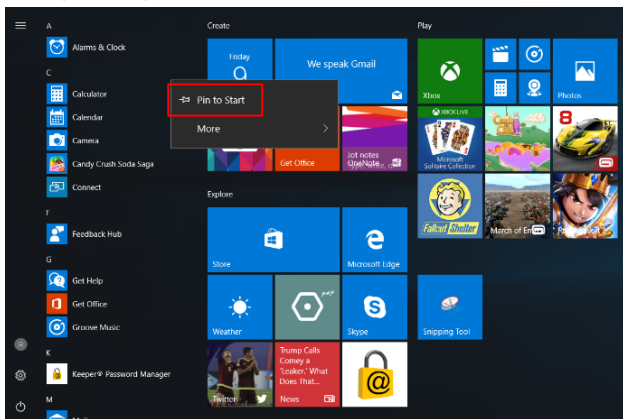 A
Alarms & Clock
C
Calculator
Calendar
Camera
Candy Crush Soda Saga
Connect
F
Feedback Hub
G
Get Help
Get Office
Groove Music
K
Keeper® Password Manager
M
Create
Friday
9
We speak Gmail
Pin to Start
More
Get Office
Jot notes
OneNote
Explore
Store
Microsoft Edge
Weather
pdf
Skype
Twitter
Trump Calls
Comey a
'Leaker.' What
Does That...
News
@
Play
Xbox
Photos
XBOX LIVE
Microsoft
Solitaire Collection
8
Fallout Shelter
March of Em
Snipping Tool